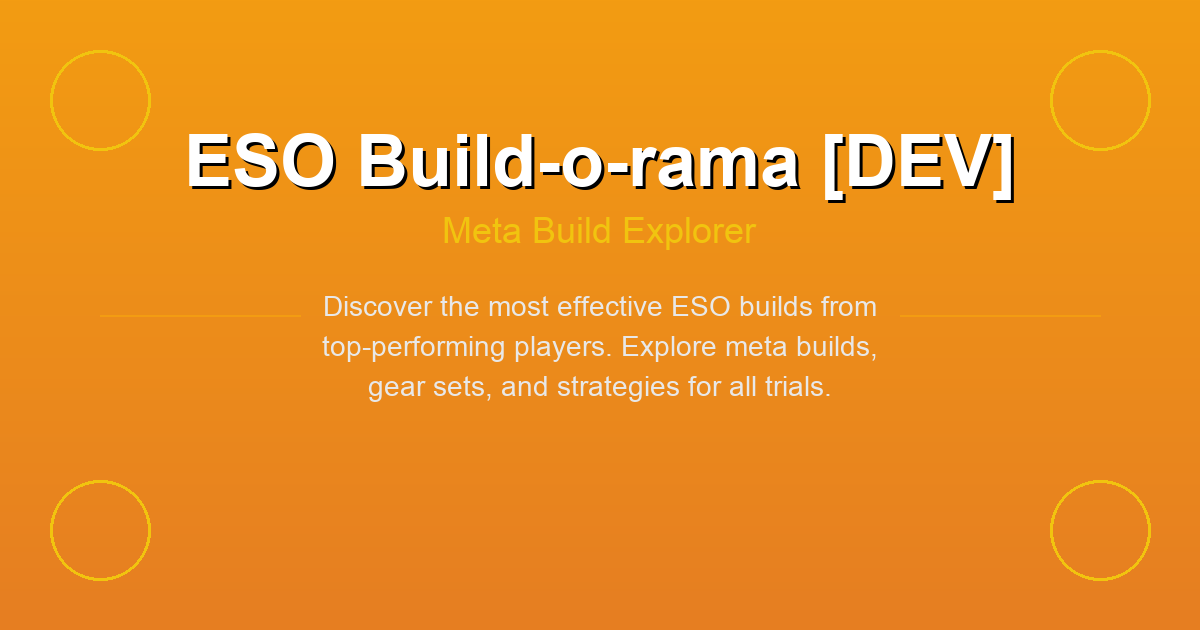 ESO Build-o-rama [DEV]
Meta Build Explorer
Discover the most effective ESO builds from
top-performing players. Explore meta builds,
gear sets, and strategies for all trials.